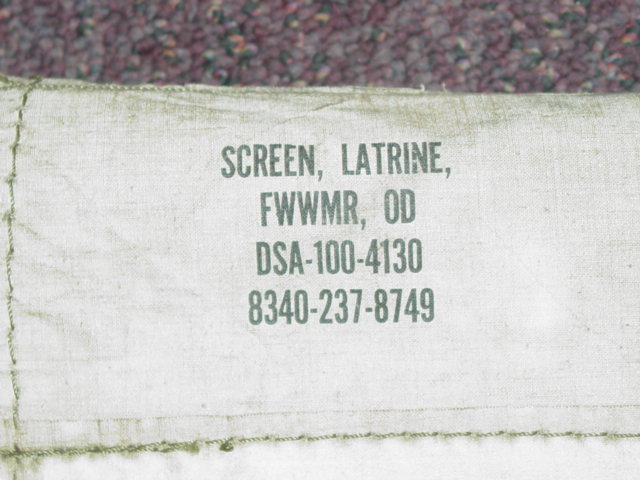 SCREEN, LATRINE,
FWWMR, OD
DSA-100-4130
8340-237-8749